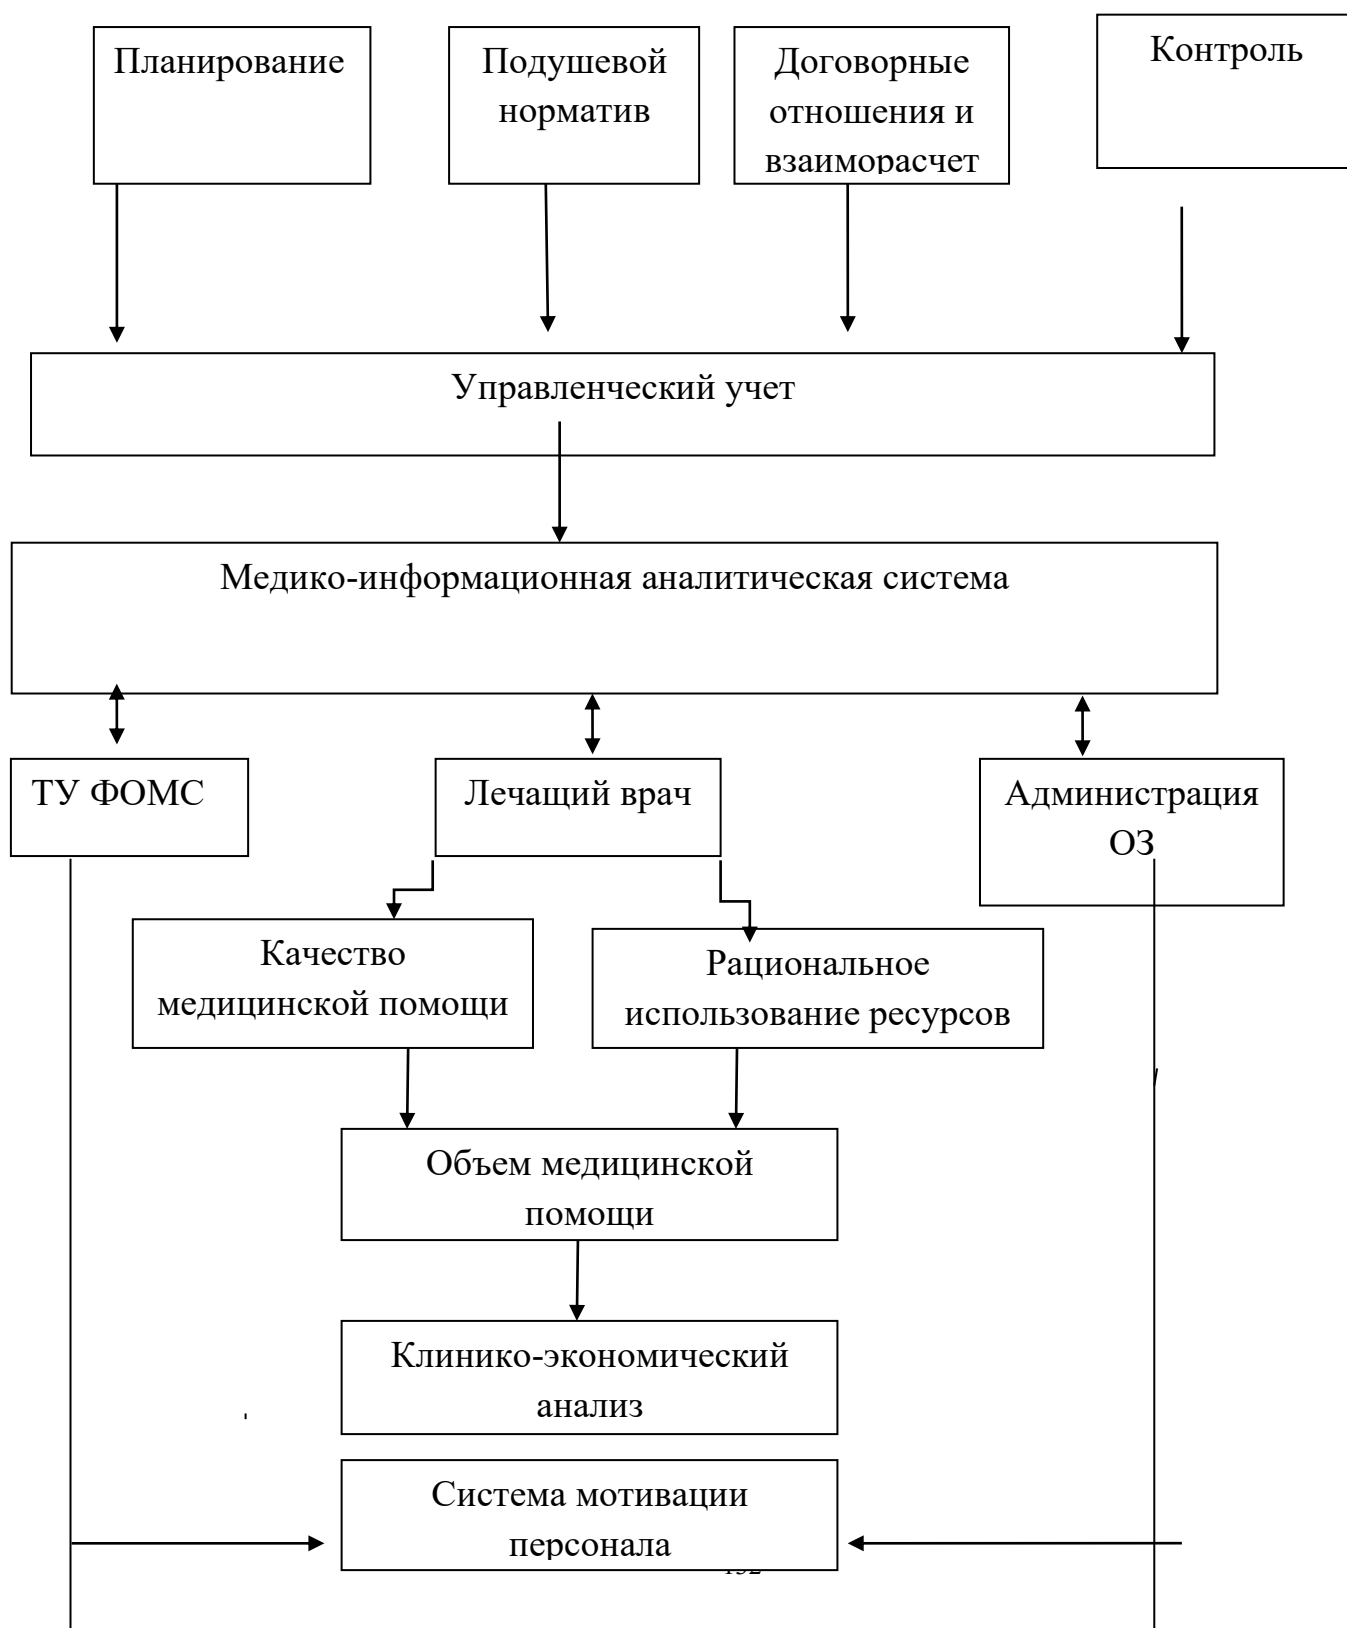 Планирование
Подушевой
норматив
Договорные
отношения и
взаиморасчет
Контроль
Управленческий учет
Медико-информационная аналитическая система
ТУ ФОМС
Лечащий врач
Администрация
ОЗ
Качество
медицинской помощи
Рациональное
использование ресурсов
Объем медицинской
помощи
Клинико-экономический
анализ
Система мотивации
персонала